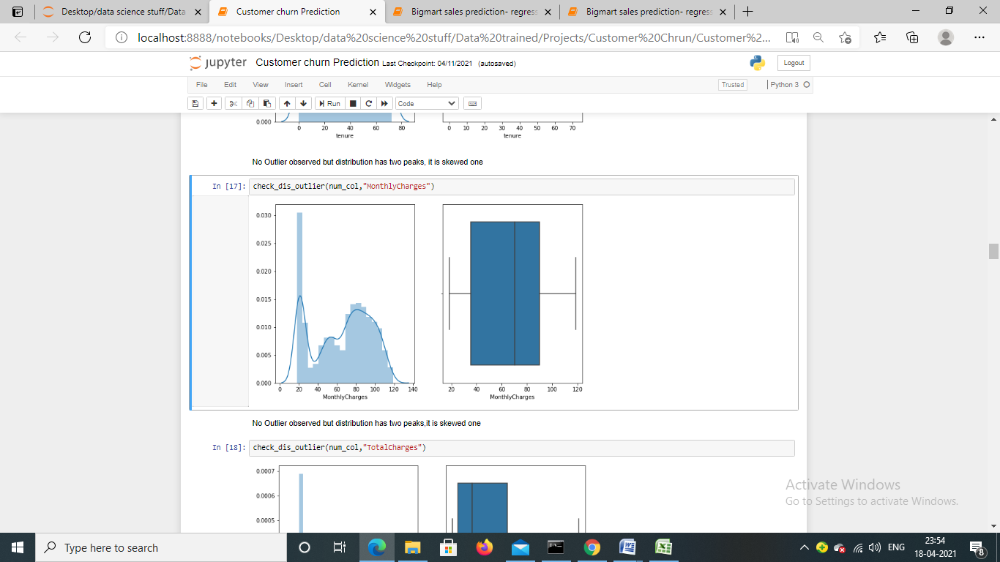 Desktop/data science stuff/Data
Customer churn Prediction
Bigmart sales prediction- regress
Bigmart sales prediction- regress
localhost:8888/notebooks/Desktop/data%20science%20stuff/Data%20trained/Projects/Customer%20Chrun/Customer%2...
jupyter Customer churn Prediction Last Checkpoint: 04/11/2021 (autosaved)
Logout
File Edit View Insert Cell Kernel Widgets Help
Trusted
Python 3
Run
Code
0.000
0 20 40 60 80
tenure
0 10 20 30 40 50 60 70
tenure
No Outlier observed but distribution has two peaks, it is skewed one
In [17]: check_dis_outlier(num_col,"MonthlyCharges")
0.030
0.025
0.020
0.015
0.010
0.005
0.000
0 20 40 60 80 100 120 140
MonthlyCharges
20 40 60 80 100 120
MonthlyCharges
No Outlier observed but distribution has two peaks,it is skewed one
In [18]: check_dis_outlier(num_col,"TotalCharges")
0.0007
0.0006
0.0005
Activate Windows
Go to Settings to activate Windows.
Type here to search
ENG
23:54
18-04-2021
8